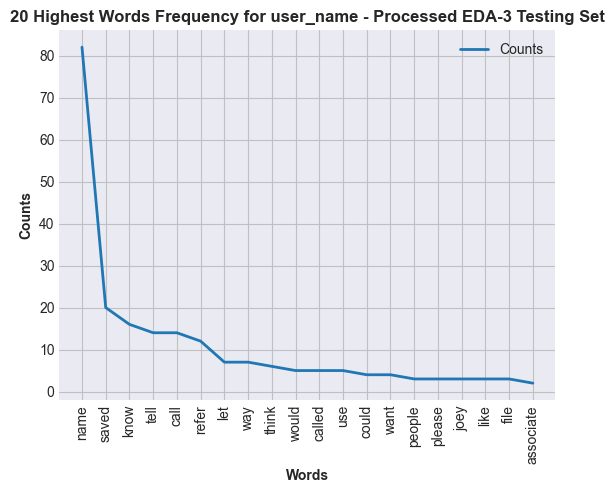 20 Highest Words Frequency for user_name - Processed EDA-3 Testing Set
Counts
80
70
60
50
40
30
20
10
0
Counts
name
saved
know
tell
call
refer
let
way
think
would
called
use
could
want
people
please
joey
like
file
associate
Words